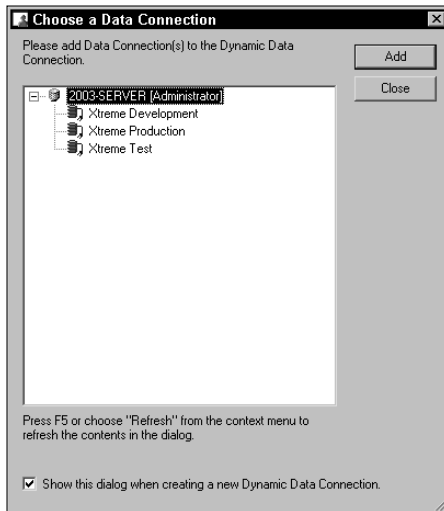 Choose a Data Connection
Please add Data Connection(s) to the Dynamic Data
Connection.
Add
Close
2003-SERVER [Administrator]
Xtreme Development
Xtreme Production
Xtreme Test
Press F5 or choose "Refresh" from the context menu to
refresh the contents in the dialog.
Show this dialog when creating a new Dynamic Data Connection.